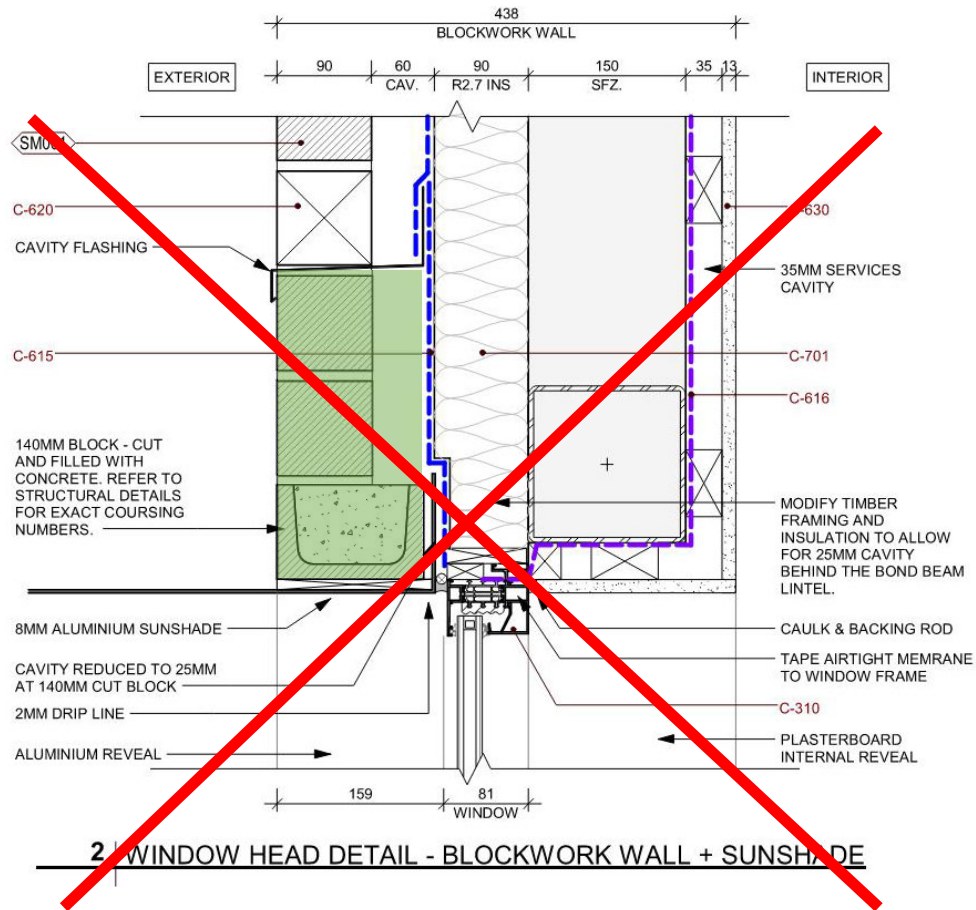 438
BLOCKWORK WALL
EXTERIOR
90
60
90
150
35
13
INTERIOR
CAV.
R2.7 INS
SFZ.
C-620
CAVITY FLASHING
35MM SERVICES
CAVITY
C-615
C-701
C-616
140MM BLOCK - CUT
AND FILLED WITH
CONCRETE. REFER TO
STRUCTURAL DETAILS
FOR EXACT COURSING
NUMBERS.
MODIFY TIMBER
FRAMING AND
INSULATION TO ALLOW
FOR 25MM CAVITY
BEHIND THE BOND BEAM
LINTEL.
8MM ALUMINIUM SUNSHADE
CAULK & BACKING ROD
CAVITY REDUCED TO 25MM
AT 140MM CUT BLOCK
TAPE AIRTIGHT MEMRANE
TO WINDOW FRAME
2MM DRIP LINE
C-310
ALUMINIUM REVEAL
PLASTERBOARD
INTERNAL REVEAL
159
81
WINDOW
2 WINDOW HEAD DETAIL - BLOCKWORK WALL + SUNSHADE